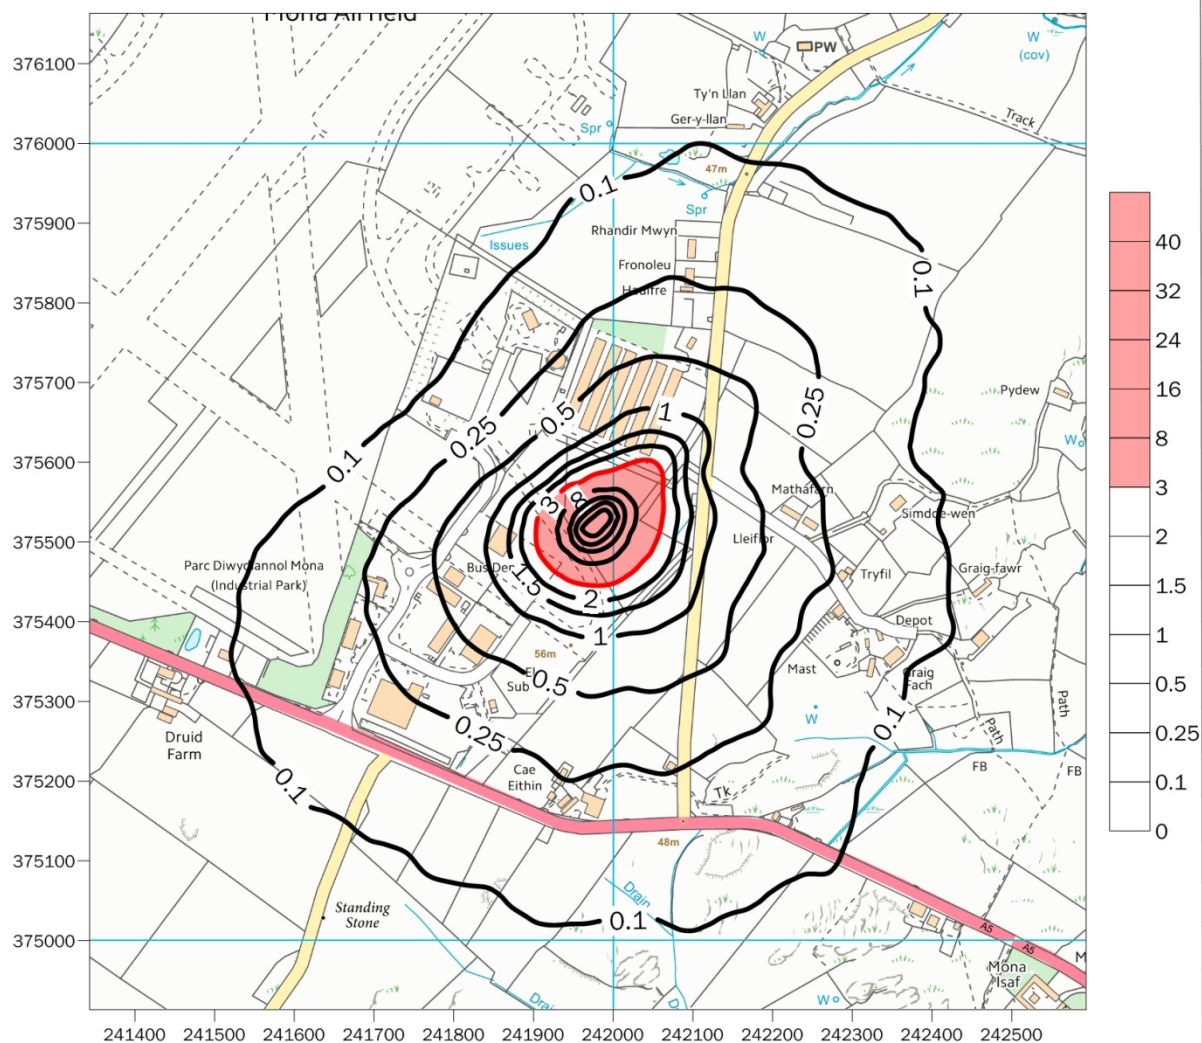 Mona Airfield
376100
376000
375900
375800
375700
375600
375500
375400
375300
375200
375100
375000
241400
241500
241600
241700
241800
241900
242000
242100
242200
242300
242400
242500
W
PW
W
(cov)
Ty'n Llan
Ger-y-llan
Track
Spr
47m
Spr
0.1
Issues
Rhandir Mwyn
Fronoleu
Haulfre
0.1
0.25
0.5
1
0.25
0.1
Pydew
W
3
8
Mathafarn
Simdde-wen
Lleifior
Parc Diwydiannol Mona
(Industrial Park)
1.5
2
1
Tryfil
Graig-fawr
Depot
56m
El
Sub
0.5
Mast
Graig
Fach
0.25
0.1
W
Path
Path
Druid
Farm
0.1
Cae
Eithin
Tk
FB
FB
48m
Standing
Stone
Drain
0.1
A5
A5
Mona
Isaf
M
W
D
40
32
24
16
8
3
2
1.5
1
0.5
0.25
0.1
0